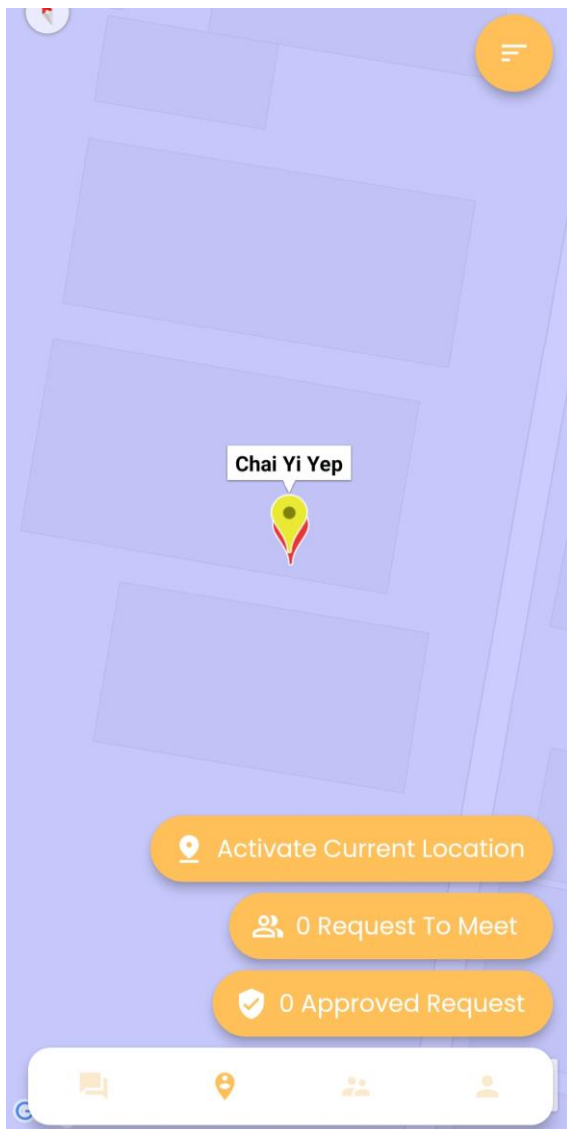 Chai Yi Yep
Activate Current Location
0 Request To Meet
0 Approved Request